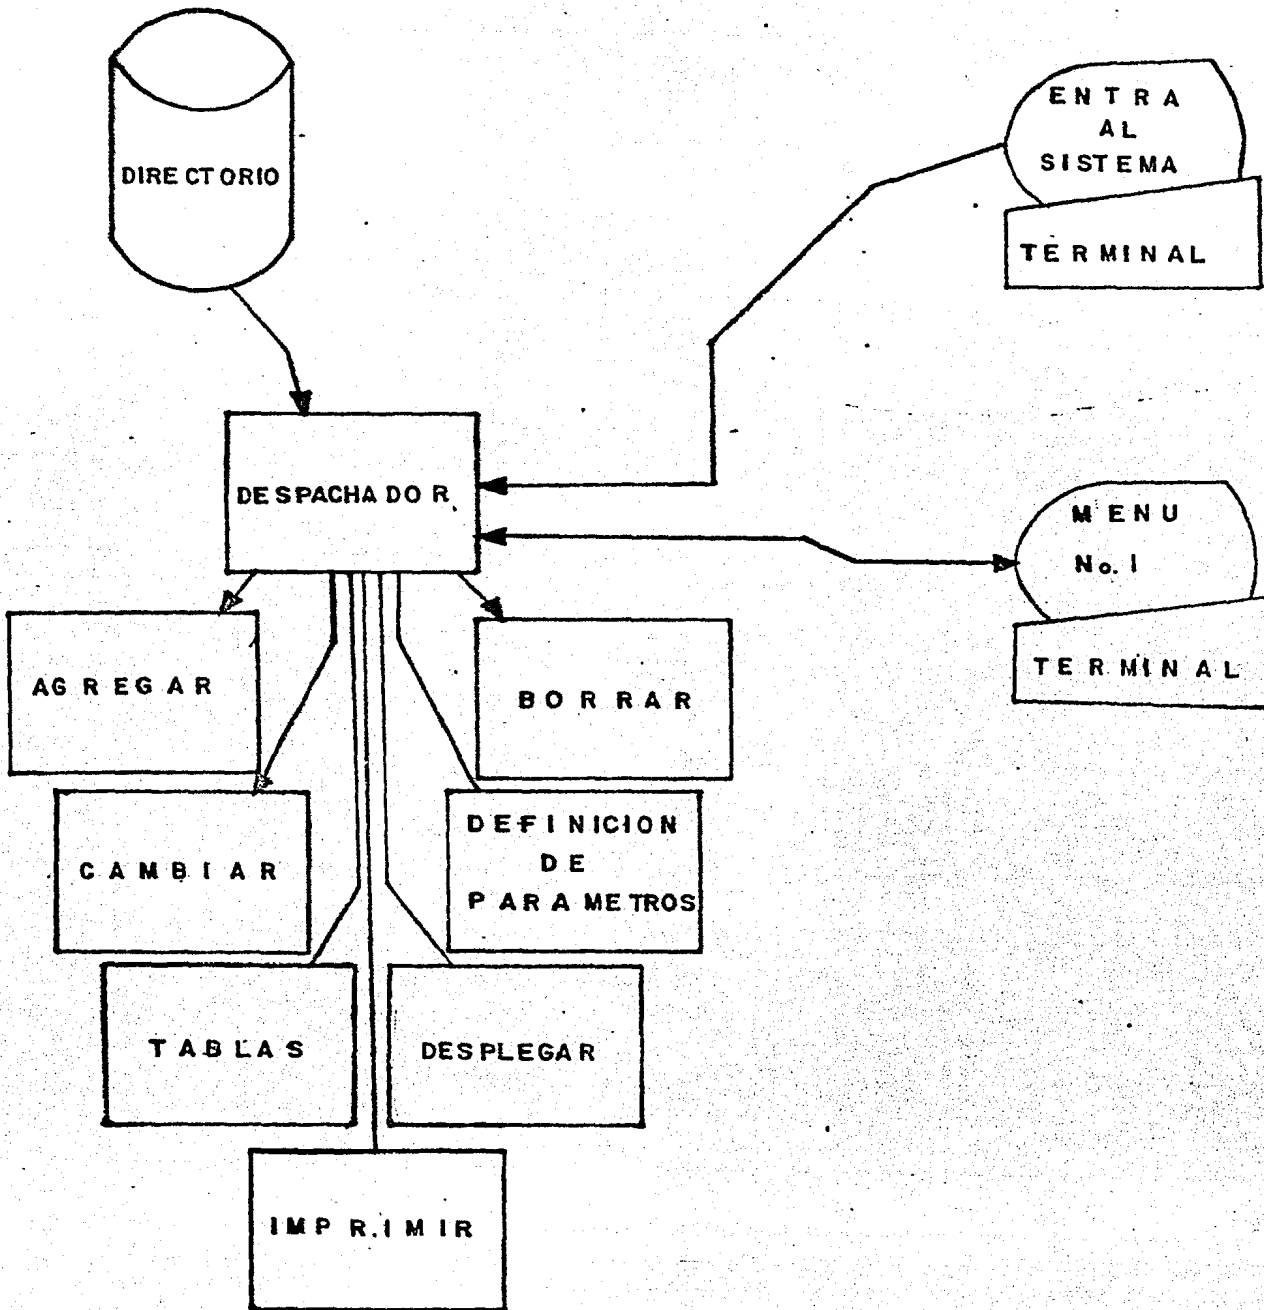 DIRECTORIO
ENTRA
AL
SISTEMA
TERMINAL
DESPACHADOR
MENU
No. 1
TERMINAL
AGREGAR
BORRAR
CAMBIAR
DEFINICION
DE
PARAMETROS
TABLAS
DESPLEGAR
IMPRIMIR